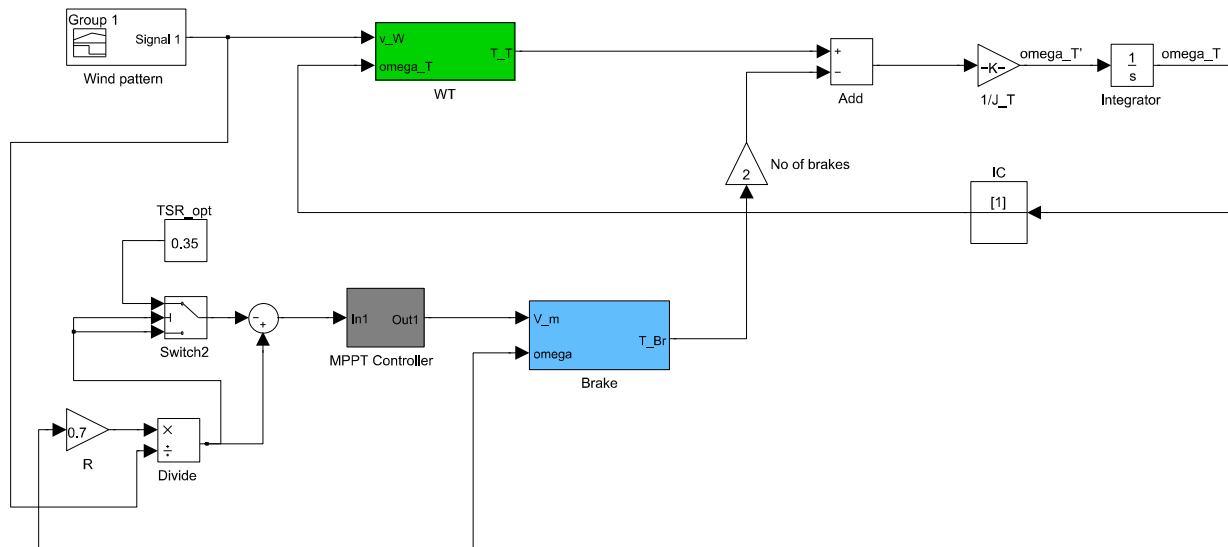 Group 1
Signal 1
Wind pattern
v_W
omega_T
T_T
WT
+
−
Add
-K-
1/J_T
omega_T'
1
s
Integrator
omega_T
2
No of brakes
IC
[1]
TSR_opt
0.35
Switch2
−
+
In1
Out1
MPPT Controller
V_m
omega
T_Br
Brake
0.7
R
×
÷
Divide